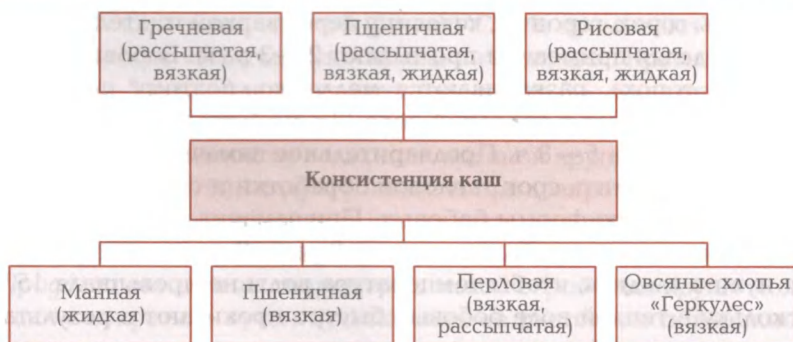 Гречневая
(рассыпчатая,
вязкая)
Пшеничная
(рассыпчатая,
вязкая, жидкая)
Рисовая
(рассыпчатая,
вязкая, жидкая)
Консистенция каш
Манная
(жидкая)
Пшеничная
(вязкая)
Перловая
(вязкая,
рассыпчатая)
Овсяные хлопья
«Геркулес»
(вязкая)